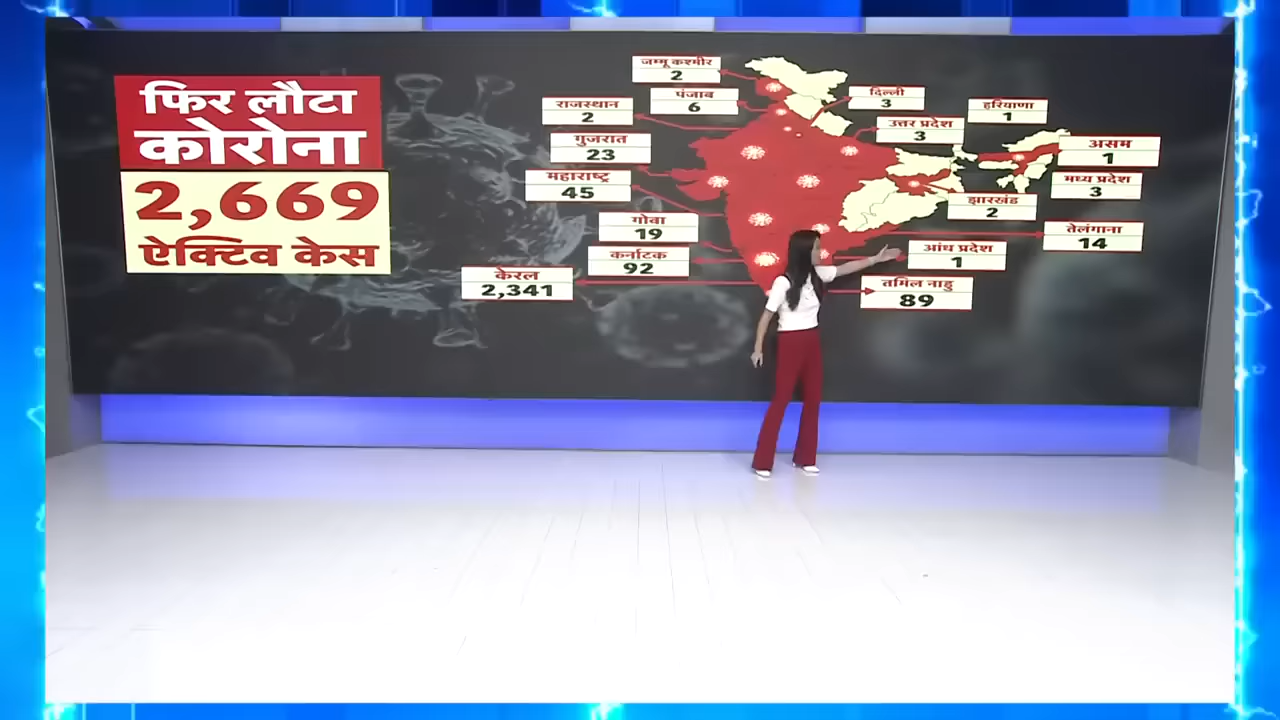 फिर लौटा
कोरोना
2,669
ऐक्टिव केस
जम्मू कश्मीर
2
पंजाब
6
राजस्थान
2
गुजरात
23
महाराष्ट्र
45
गोवा
19
कर्नाटक
92
केरल
2,341
दिल्ली
3
हरियाणा
1
उत्तर प्रदेश
3
असम
1
मध्य प्रदेश
3
झारखंड
2
तेलंगाना
14
आंध प्रदेश
1
तमिल नाडु
89